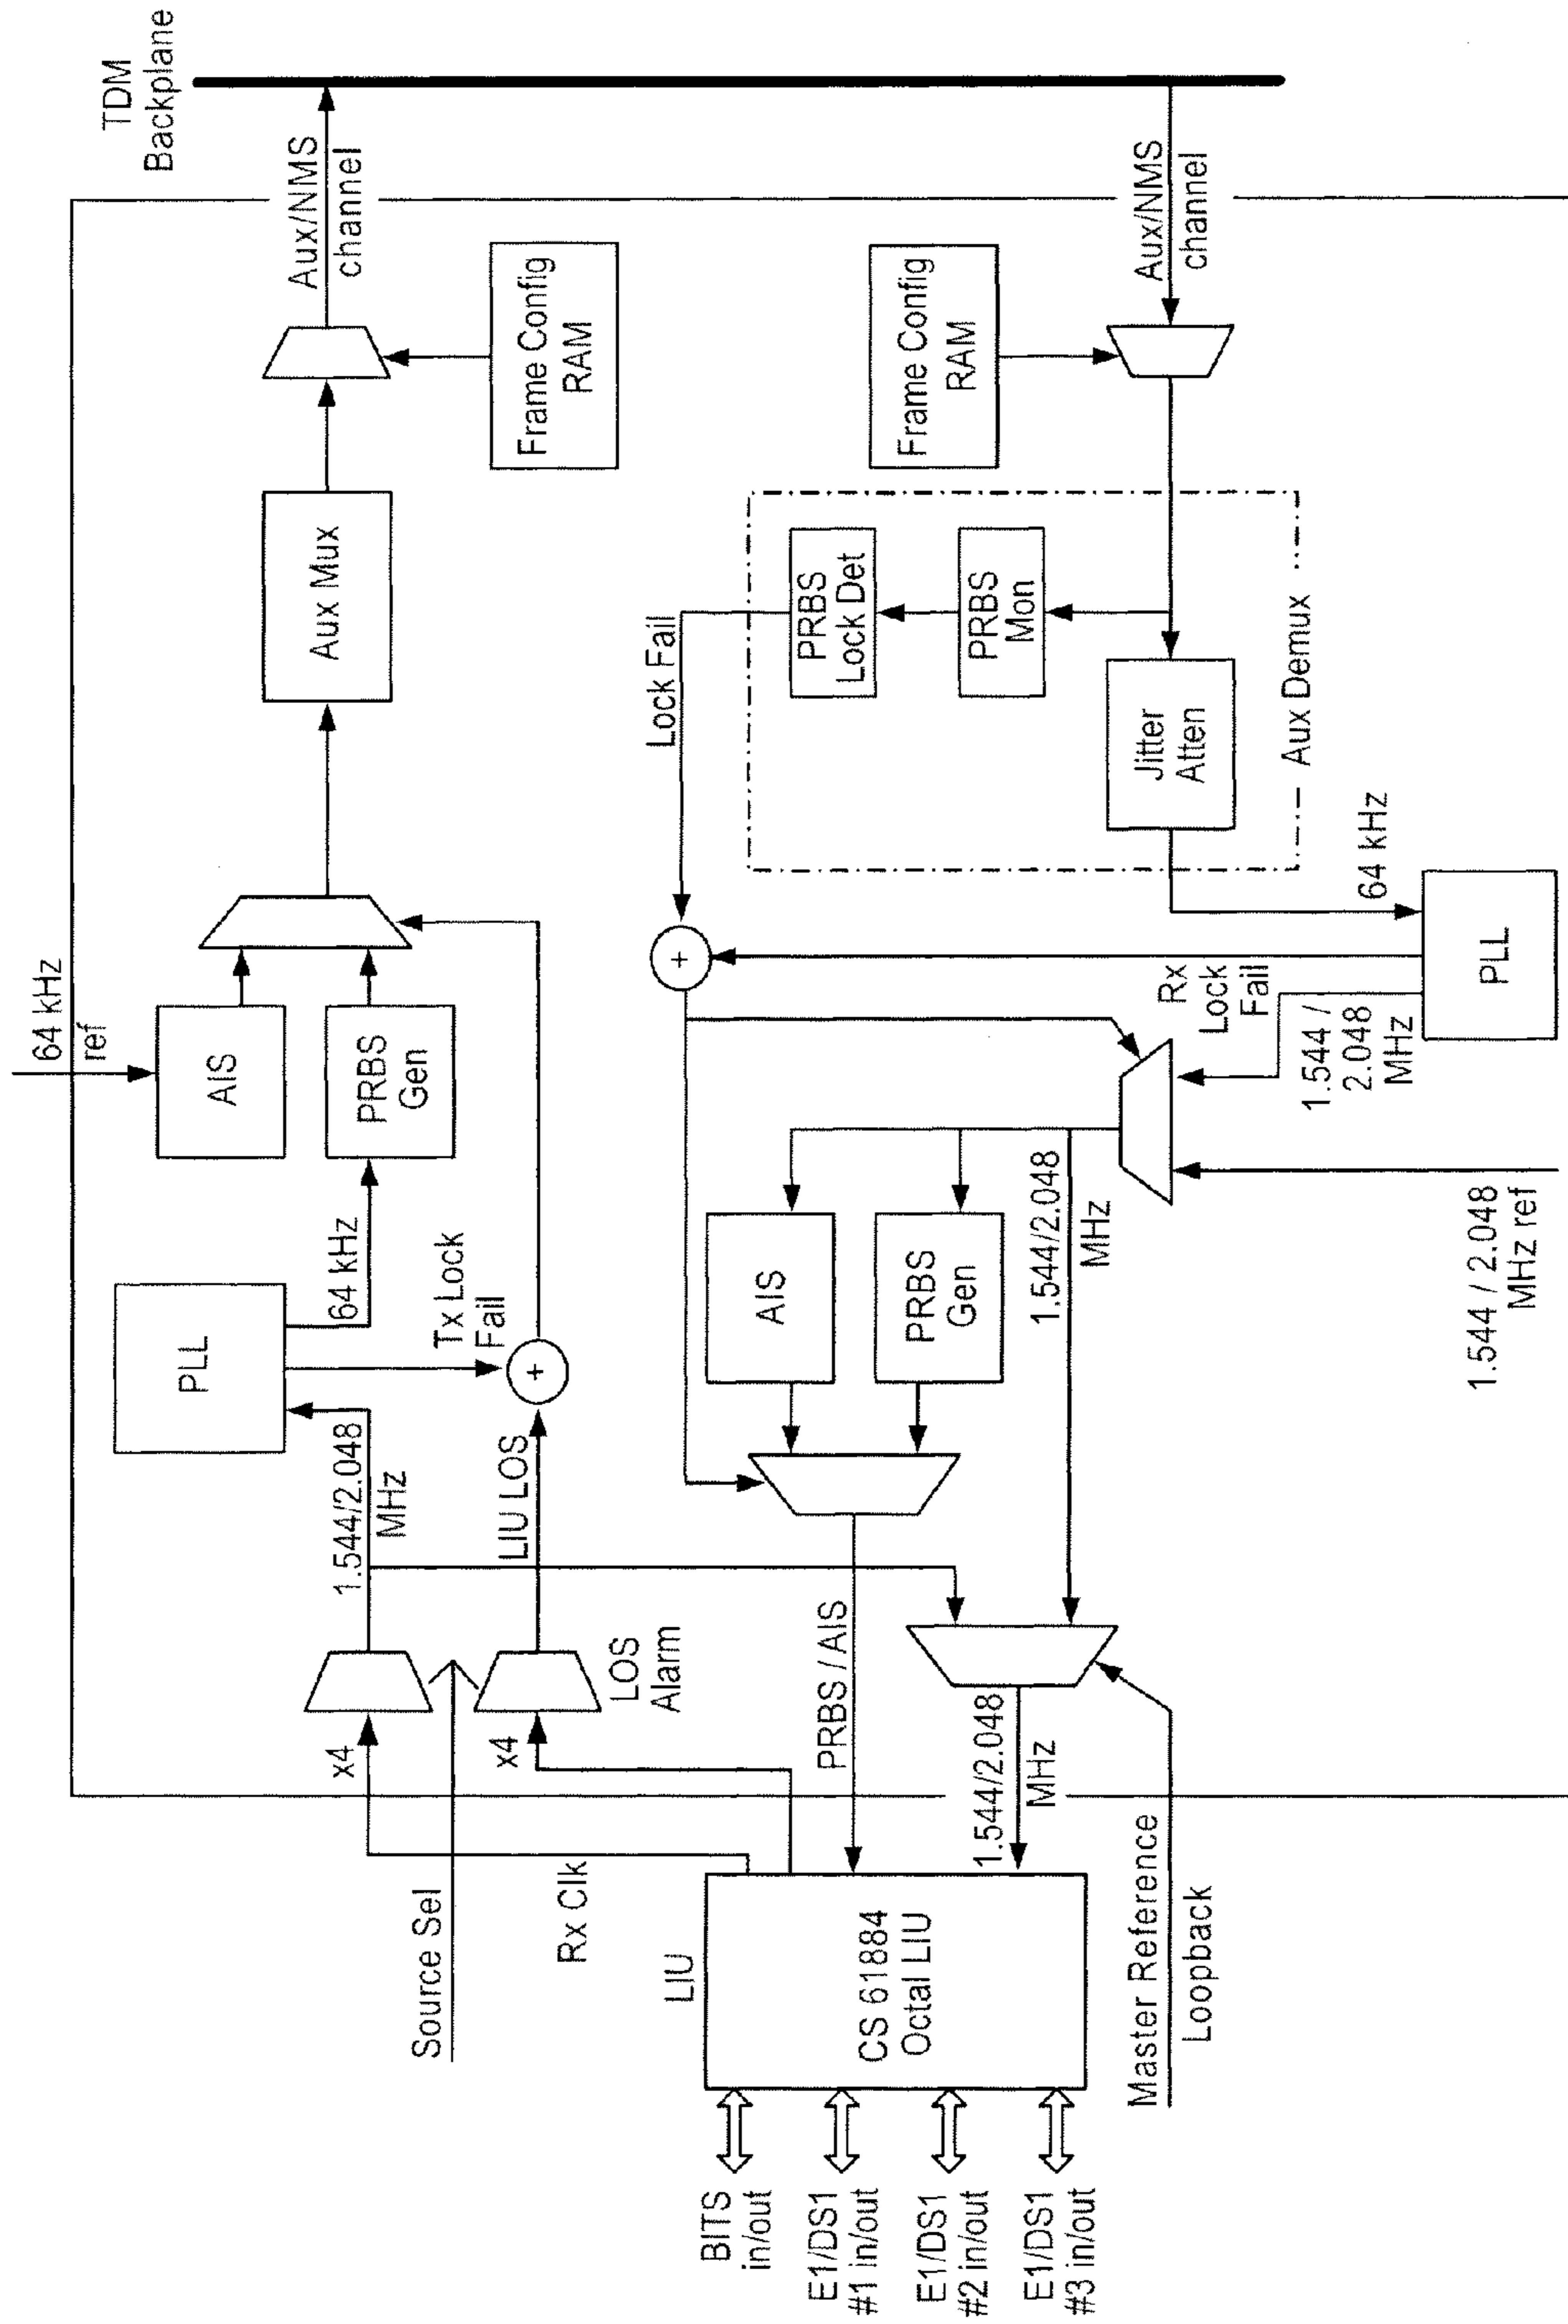 TDM
Backplane
64 kHz
ref
Aux/NMS
channel
AIS
PRBS
Gen
Aux Mux
Frame Config
RAM
PLL
64 kHz
Tx Lock
Fail
1.544/2.048
MHz
LIU LOS
LOS
Alarm
x4
x4
Source Sel
Rx Clk
LIU
CS 61884
Octal LIU
BITS
in/out
E1/DS1
#1 in/out
E1/DS1
#2 in/out
E1/DS1
#3 in/out
Master Reference
Loopback
1.544/2.048
MHz
PRBS / AIS
AIS
PRBS
Gen
1.544/2.048
MHz
1.544 / 2.048
MHz ref
1.544 /
2.048
MHz
Rx
Lock
Fail
PLL
64 kHz
Lock Fail
PRBS
Lock Det
PRBS
Mon
Jitter
Atten
Aux Demux
Frame Config
RAM
Aux/NMS
channel
+
+